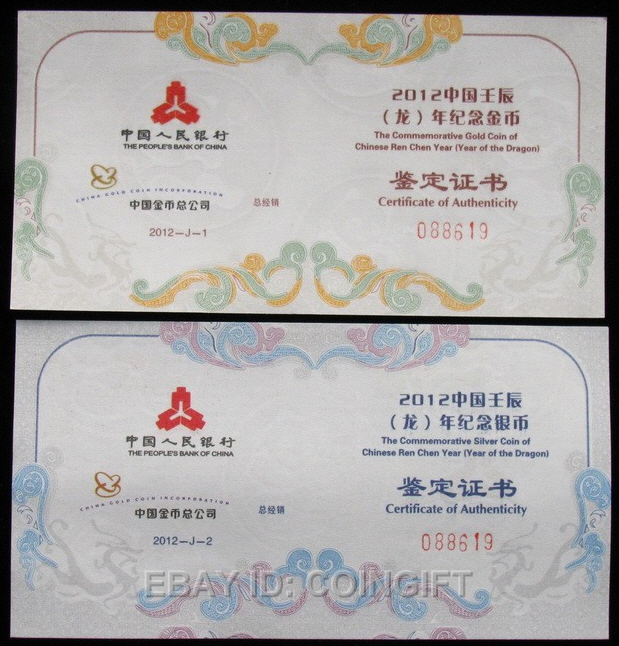 中国人民银行
THE PEOPLE'S BANK OF CHINA
CHINA GOLD COIN INCORPORATION
中国金币总公司
总经销
2012-J-1
2012中国壬辰
（龙）年纪念金币
The Commemorative Gold Coin of
Chinese Ren Chen Year (Year of the Dragon)
鉴定证书
Certificate of Authenticity
088619
中国人民银行
THE PEOPLE'S BANK OF CHINA
CHINA GOLD COIN INCORPORATION
中国金币总公司
总经销
2012-J-2
2012中国壬辰
（龙）年纪念银币
The Commemorative Silver Coin of
Chinese Ren Chen Year (Year of the Dragon)
鉴定证书
Certificate of Authenticity
088619
EBAY ID: COINGIFT